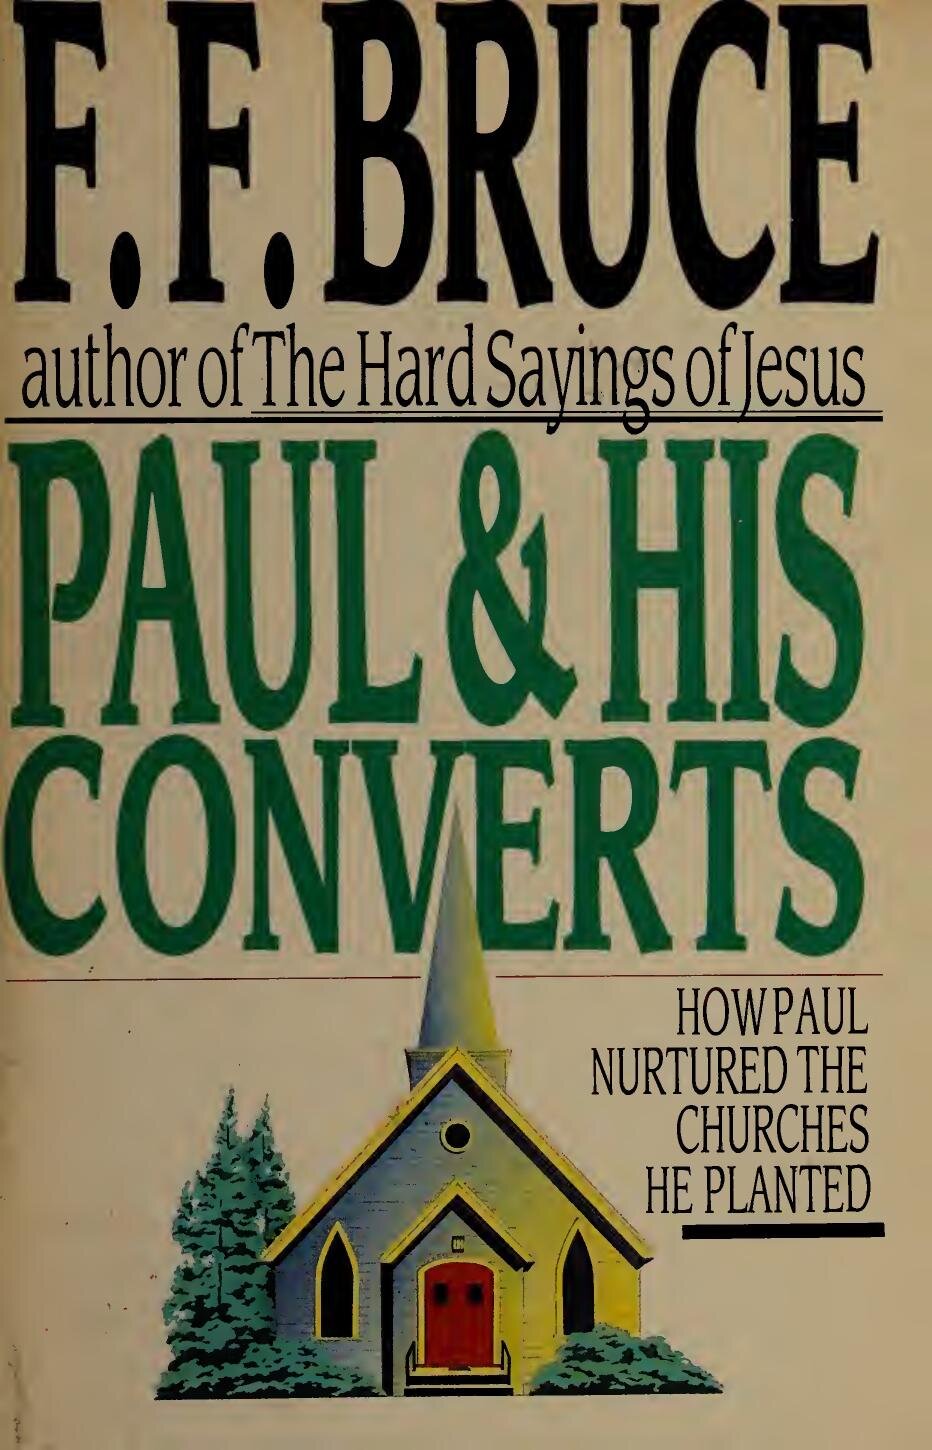 F. F. BRUCE
author of The Hard Sayings of Jesus
PAUL & HIS
CONVERTS
HOW PAUL
NURTURED THE
CHURCHES
HE PLANTED